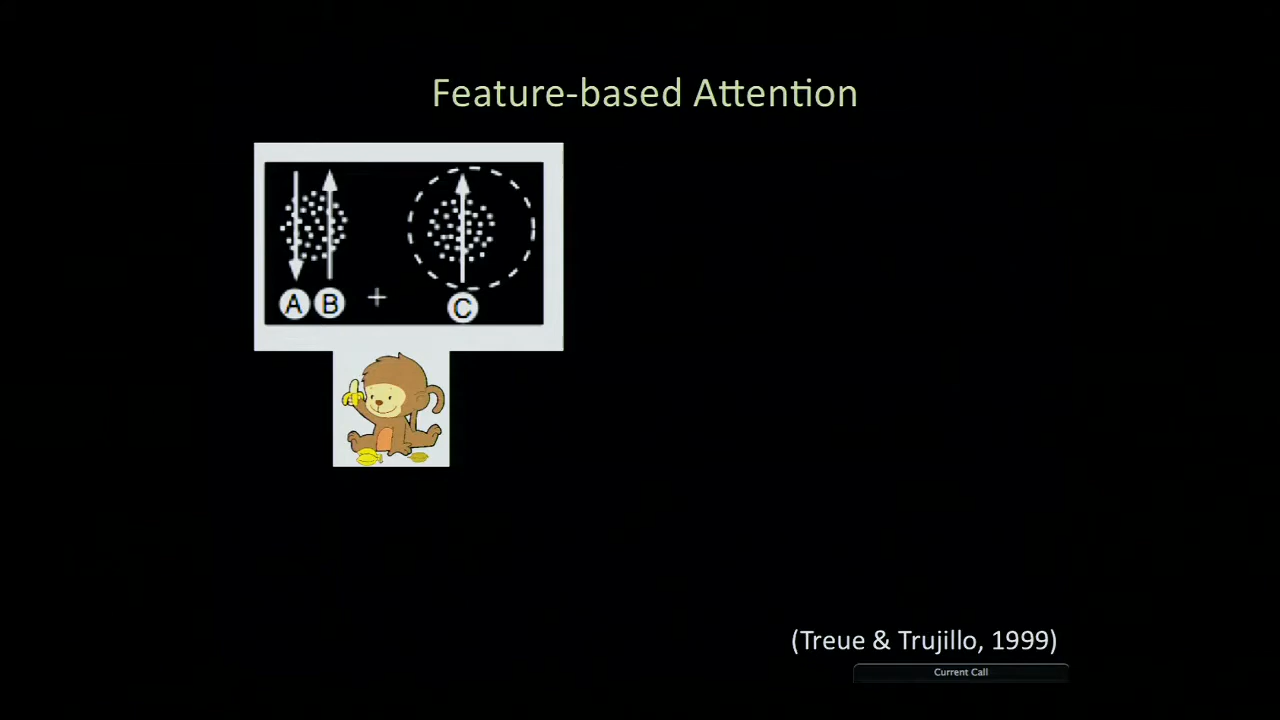 Feature-based Attention
A B + C
(Treue & Trujillo, 1999)
Current Call